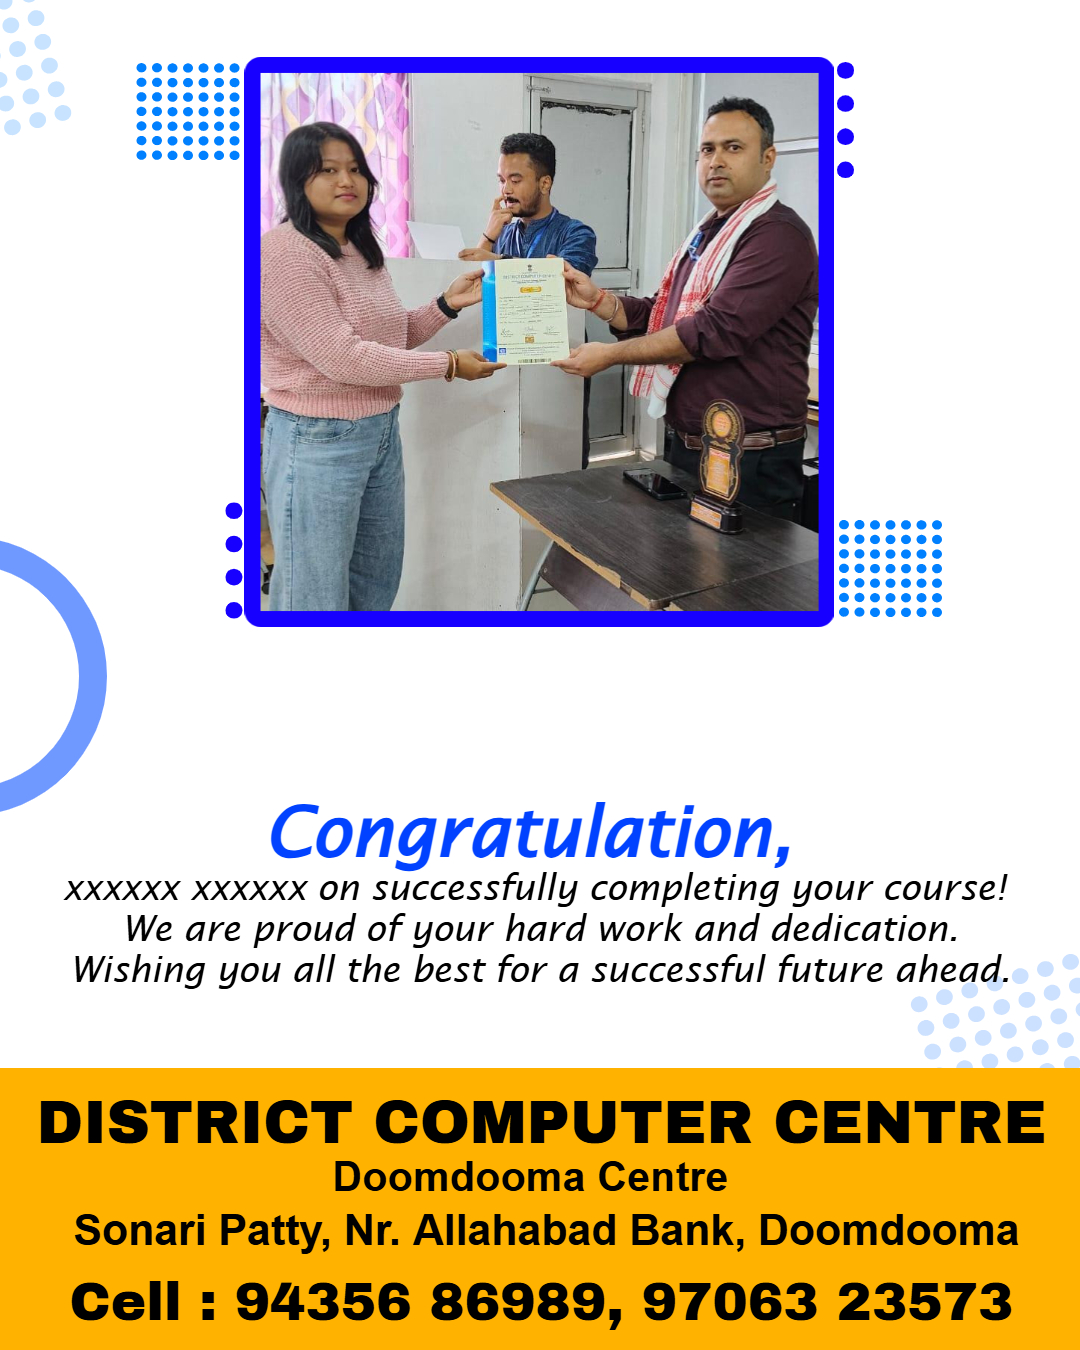 Congratulation,
xxxxxx xxxxxx on successfully completing your course!
We are proud of your hard work and dedication.
Wishing you all the best for a successful future ahead.
DISTRICT COMPUTER CENTRE
Doomdooma Centre
Sonari Patty, Nr. Allahabad Bank, Doomdooma
Cell : 94356 86989, 97063 23573